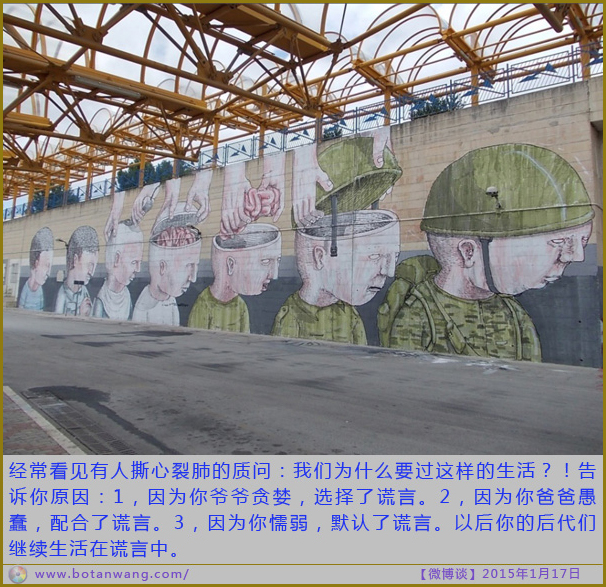 经常看见有人撕心裂肺的质问：我们为什么要过这样的生活？！告
诉你原因：1，因为你爷爷贪婪，选择了谎言。2，因为你爸爸愚
蠢，配合了谎言。3，因为你懦弱，默认了谎言。以后你的后代们
继续生活在谎言中。
www.botanwang.com/
【微博谈】2015年1月17日